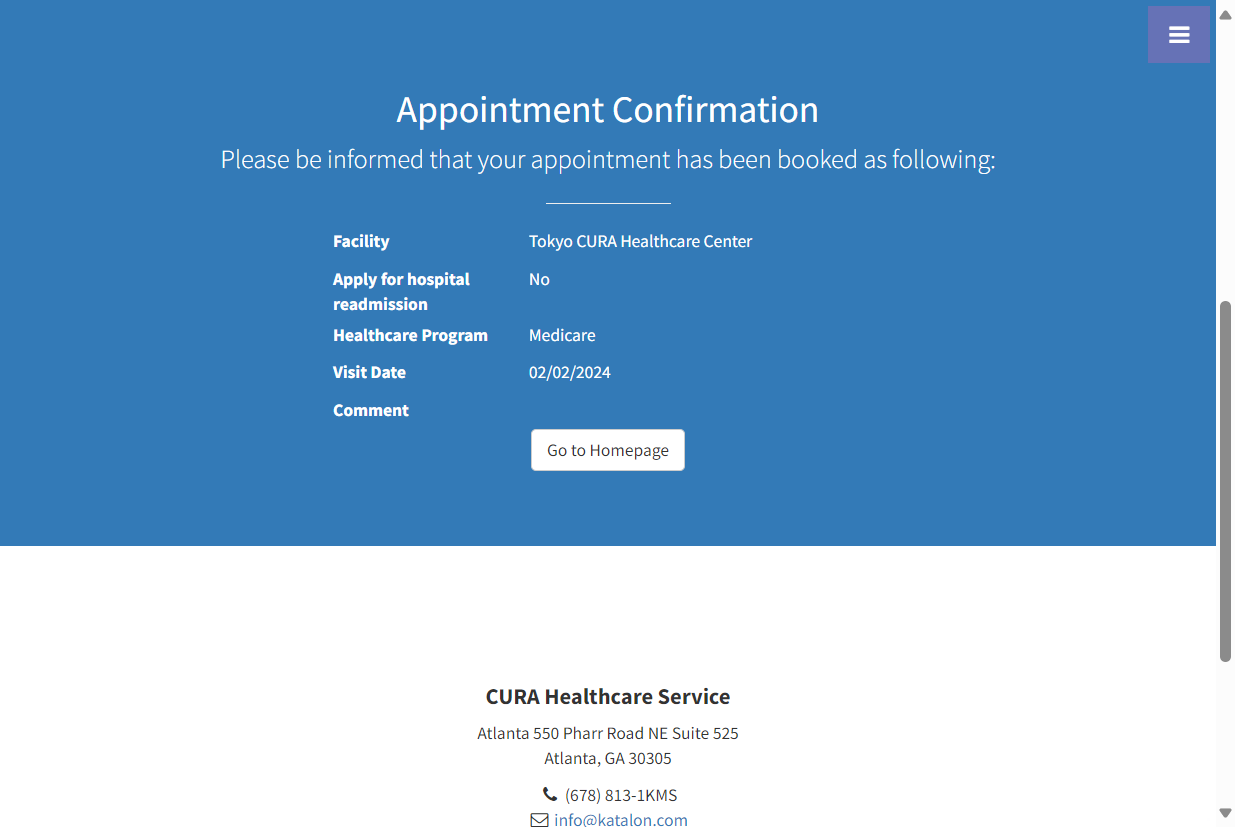 Appointment Confirmation
Please be informed that your appointment has been booked as following:
Facility Tokyo CURA Healthcare Center
Apply for hospital No
readmission
Healthcare Program Medicare
Visit Date 02/02/2024
Comment
Go to Homepage
CURA Healthcare Service
Atlanta 550 Pharr Road NE Suite 525
Atlanta, GA 30305
(678) 813-1KMS
info@katalon.com